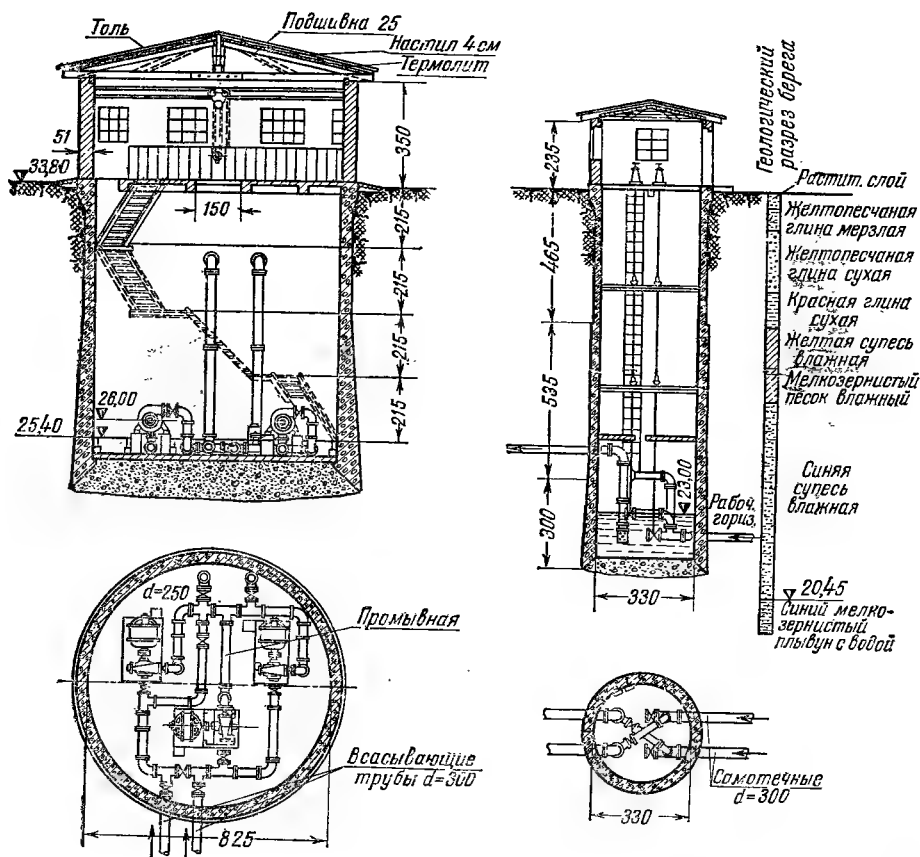 Толь
Подшивка 25
Настил 4 см
Термолит
51
33,80
150
350
215
215
215
215
26,00
25,40
Геологический
разрез берега
235
465
535
300
Растит. слой
Желтопесчаная
глина мерзлая
Желтопесчаная
глина сухая
Красная глина
сухая
Желтая супесь
влажная
Мелкозернистый
песок влажный
Синяя
супесь
влажная
23,00
Рабоч.
гориз.
330
20,45
Синий мелко-
зернистый
плывун с водой
d=250
Промывная
Всасывающие
трубы d=300
825
Самотечные
d=300
330